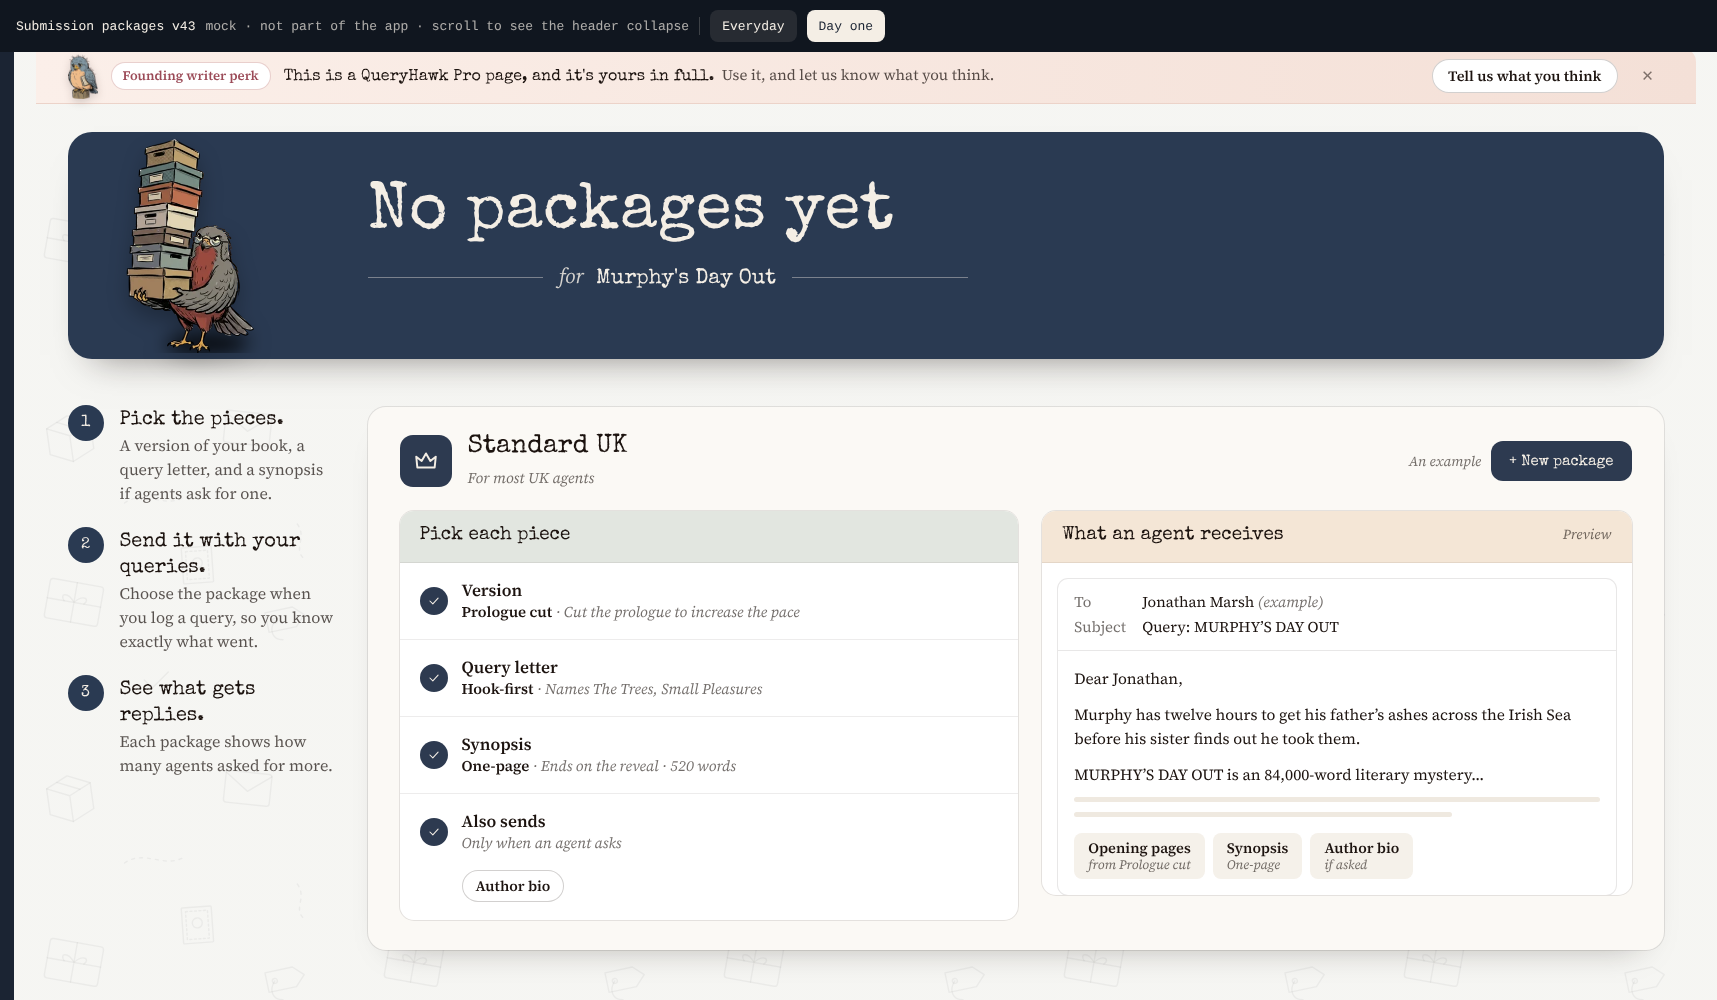 Submission packages v43 mock · not part of the app · scroll to see the header collapse Everyday Day one
Founding writer perk This is a QueryHawk Pro page, and it's yours in full. Use it, and let us know what you think. Tell us what you think ×
No packages yet
for Murphy's Day Out
1 Pick the pieces.
A version of your book, a
query letter, and a synopsis
if agents ask for one.
2 Send it with your
queries.
Choose the package when
you log a query, so you know
exactly what went.
3 See what gets
replies.
Each package shows how
many agents asked for more.
Standard UK
For most UK agents
An example + New package
Pick each piece
Version
Prologue cut · Cut the prologue to increase the pace
Query letter
Hook-first · Names The Trees, Small Pleasures
Synopsis
One-page · Ends on the reveal · 520 words
Also sends
Only when an agent asks
Author bio
What an agent receives Preview
To Jonathan Marsh (example)
Subject Query: MURPHY’S DAY OUT
Dear Jonathan,
Murphy has twelve hours to get his father’s ashes across the Irish Sea
before his sister finds out he took them.
MURPHY’S DAY OUT is an 84,000-word literary mystery…
Opening pages Synopsis Author bio
from Prologue cut One-page if asked